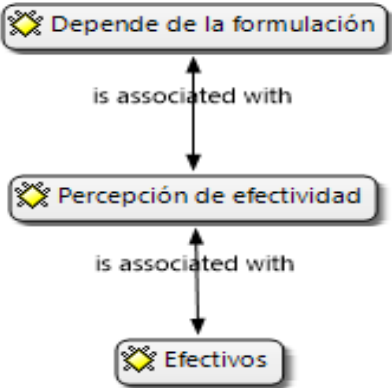 Depende de la formulación
is associated with
Percepción de efectividad
is associated with
Efectivos